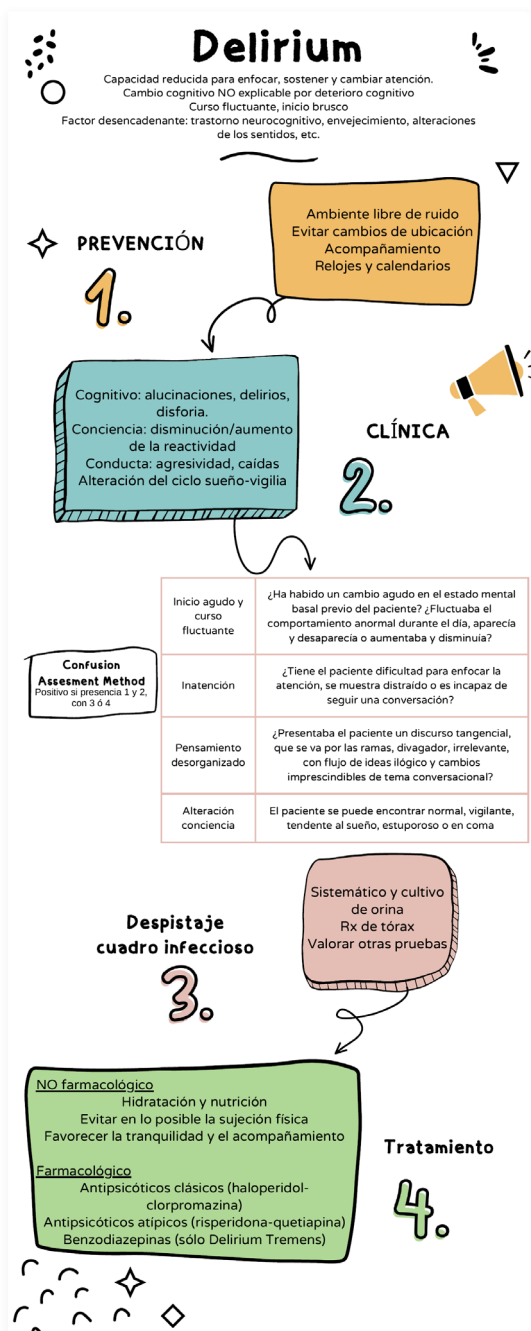 Delirium
Capacidad reducida para enfocar, sostener y cambiar atención.
Cambio cognitivo NO explicable por deterioro cognitivo
Curso fluctuante, inicio brusco
Factor desencadenante: trastorno neurocognitivo, envejecimiento, alteraciones
de los sentidos, etc.
PREVENCIÓN
1.
Ambiente libre de ruido
Evitar cambios de ubicación
Acompañamiento
Relojes y calendarios
Cognitivo: alucinaciones, delirios,
disforia.
Conciencia: disminución/aumento
de la reactividad
Conducta: agresividad, caídas
Alteración del ciclo sueño-vigilia
CLÍNICA
2.
Confusion
Assesment Method
Positivo si presencia 1 y 2,
con 3 ó 4
Inicio agudo y
curso
fluctuante
¿Ha habido un cambio agudo en el estado mental
basal previo del paciente? ¿Fluctuaba el
comportamiento anormal durante el día, aparecía
y desaparecía o aumentaba y disminuía?
Inatención
¿Tiene el paciente dificultad para enfocar la
atención, se muestra distraído o es incapaz de
seguir una conversación?
Pensamiento
desorganizado
¿Presentaba el paciente un discurso tangencial,
que se va por las ramas, divagador, irrelevante,
con flujo de ideas ilógico y cambios
imprescindibles de tema conversacional?
Alteración
conciencia
El paciente se puede encontrar normal, vigilante,
tendente al sueño, estuporoso o en coma
Despistaje
cuadro infeccioso
3.
Sistemático y cultivo
de orina
Rx de tórax
Valorar otras pruebas
NO farmacológico
Hidratación y nutrición
Evitar en lo posible la sujeción física
Favorecer la tranquilidad y el acompañamiento
Farmacológico
Antipsicóticos clásicos (haloperidol-
clorpromazina)
Antipsicóticos atípicos (risperidona-quetiapina)
Benzodiazepinas (sólo Delirium Tremens)
Tratamiento
4.